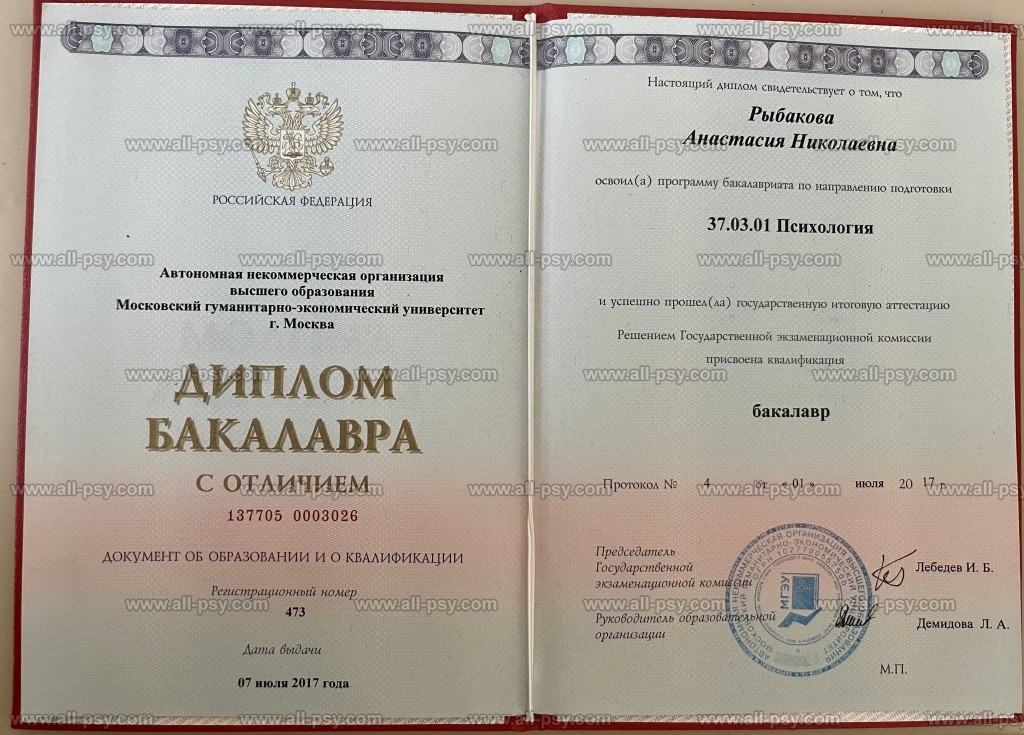 РОССИЙСКАЯ ФЕДЕРАЦИЯ
Автономная некоммерческая организация
высшего образования
Московский гуманитарно-экономический университет
г. Москва
ДИПЛОМ
БАКАЛАВРА
С ОТЛИЧИЕМ
137705 0003026
ДОКУМЕНТ ОБ ОБРАЗОВАНИИ И О КВАЛИФИКАЦИИ
Регистрационный номер
473
Дата выдачи
07 июля 2017 года
Настоящий диплом свидетельствует о том, что
Рыбакова
Анастасия Николаевна
освоил(а) программу бакалавриата по направлению подготовки
37.03.01 Психология
и успешно прошел(ла) государственную итоговую аттестацию
Решением Государственной экзаменационной комиссии
присвоена квалификация
бакалавр
Протокол № 4 от « 01 » июля 20 17 г.
Председатель
Государственной
экзаменационной комиссии
Лебедев И. Б.
Руководитель образовательной
организации
Демидова Л. А.
М.П.
МГЭУ
www.all-psy.com